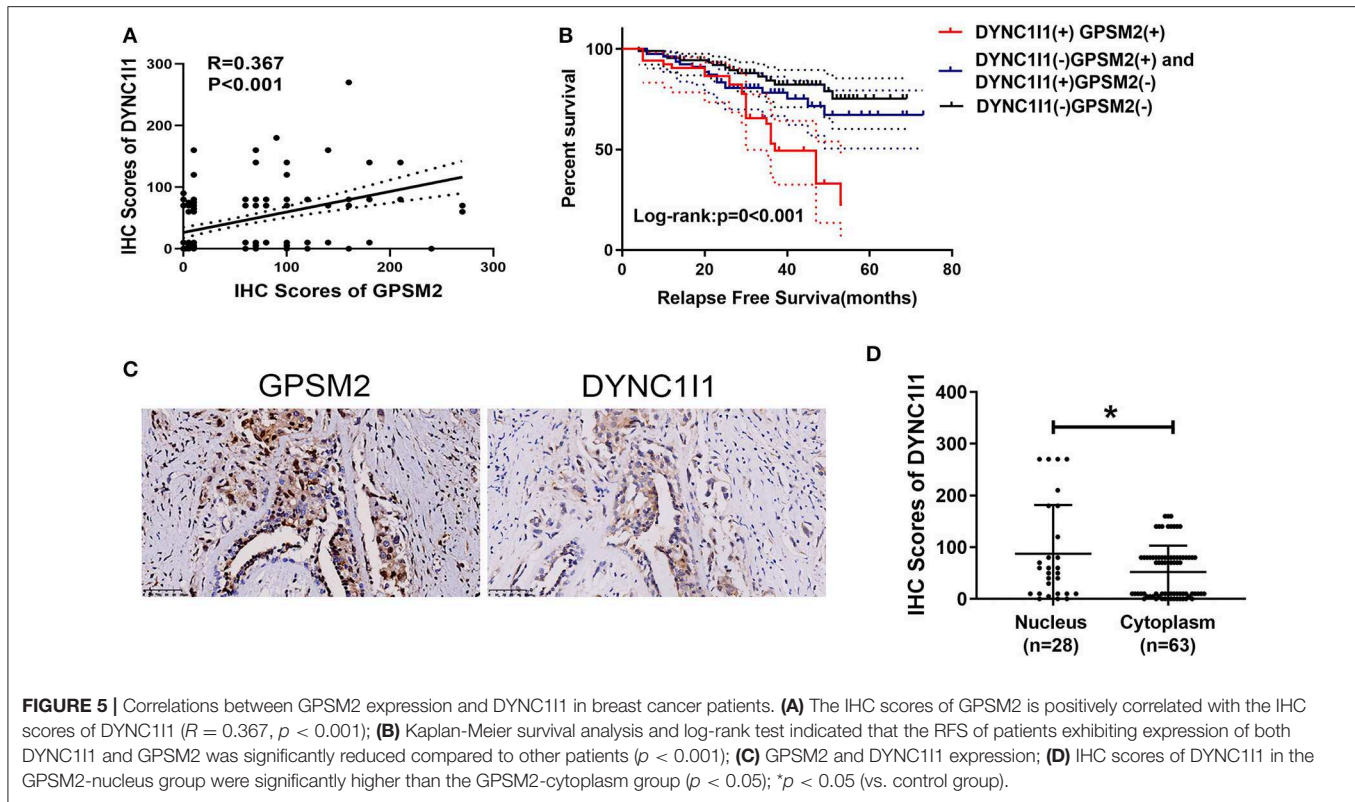 A
R=0.367
P<0.001
IHC Scores of DYNC1I1
300
200
100
0
0 100 200 300
IHC Scores of GPSM2
B
DYNC1I1(+) GPSM2(+)
DYNC1I1(-)GPSM2(+) and
DYNC1I1(+)GPSM2(-)
DYNC1I1(-)GPSM2(-)
Percent survival
100
50
0
Log-rank:p=0<0.001
0 20 40 60 80
Relapse Free Surviva(months)
C
GPSM2 DYNC1I1
D
IHC Scores of DYNC1I1
400
300
200
100
0
*
Nucleus Cytoplasm
(n=28) (n=63)
FIGURE 5 | Correlations between GPSM2 expression and DYNC1I1 in breast cancer patients. (A) The IHC scores of GPSM2 is positively correlated with the IHC
scores of DYNC1I1 (R = 0.367, p < 0.001); (B) Kaplan-Meier survival analysis and log-rank test indicated that the RFS of patients exhibiting expression of both
DYNC1I1 and GPSM2 was significantly reduced compared to other patients (p < 0.001); (C) GPSM2 and DYNC1I1 expression; (D) IHC scores of DYNC1I1 in the
GPSM2-nucleus group were significantly higher than the GPSM2-cytoplasm group (p < 0.05); *p < 0.05 (vs. control group).